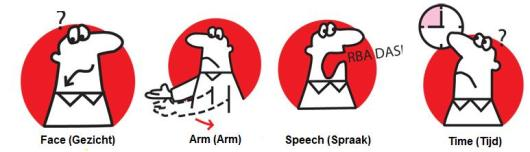 ?
RBA DAS!
?
Face (Gezicht) Arm (Arm) Speech (Spraak) Time (Tijd)